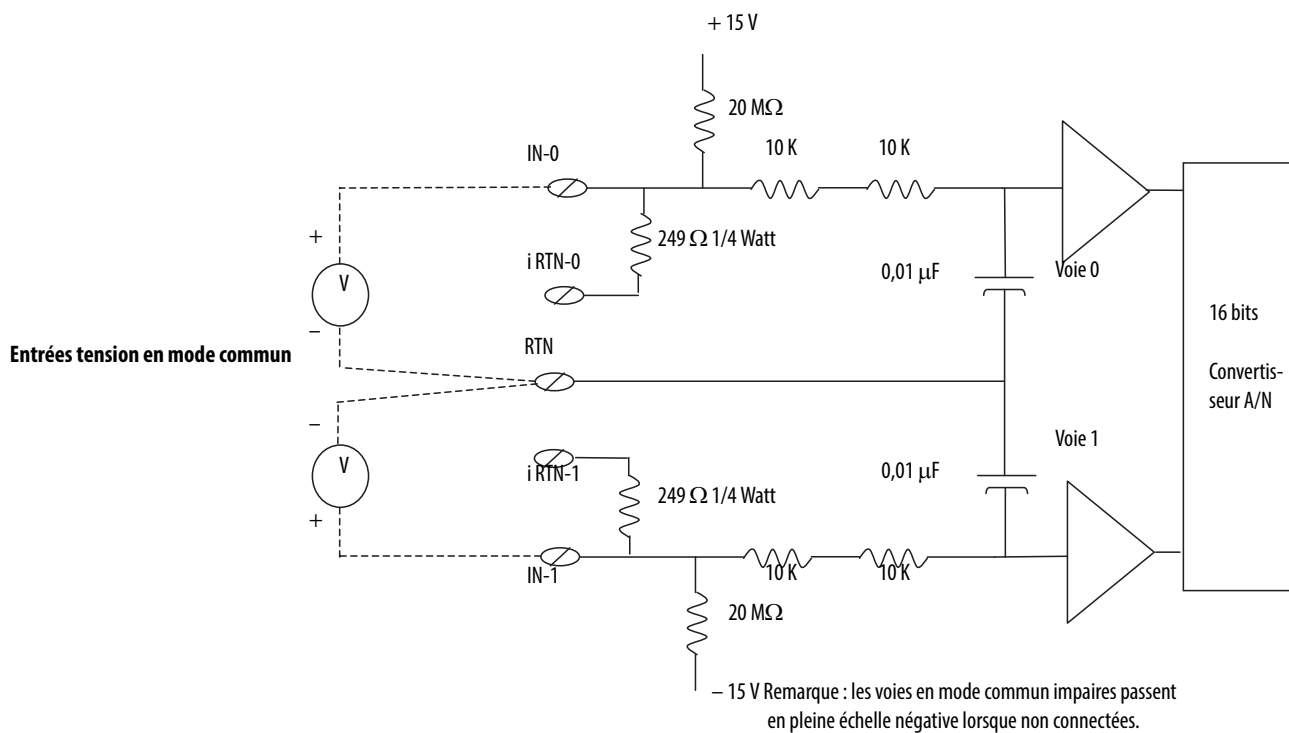 + 15 V
20 MΩ
10 K
10 K
IN-0
+
249 Ω 1/4 Watt
i RTN-0
V
0,01 μF
Voie 0
–
16 bits
RTN
Entrées tension en mode commun
Convertis-
seur A/N
–
Voie 1
V
i RTN-1
0,01 μF
249 Ω 1/4 Watt
+
IN-1
10 K
10 K
20 MΩ
– 15 V Remarque : les voies en mode commun impaires passent
en pleine échelle négative lorsque non connectées.